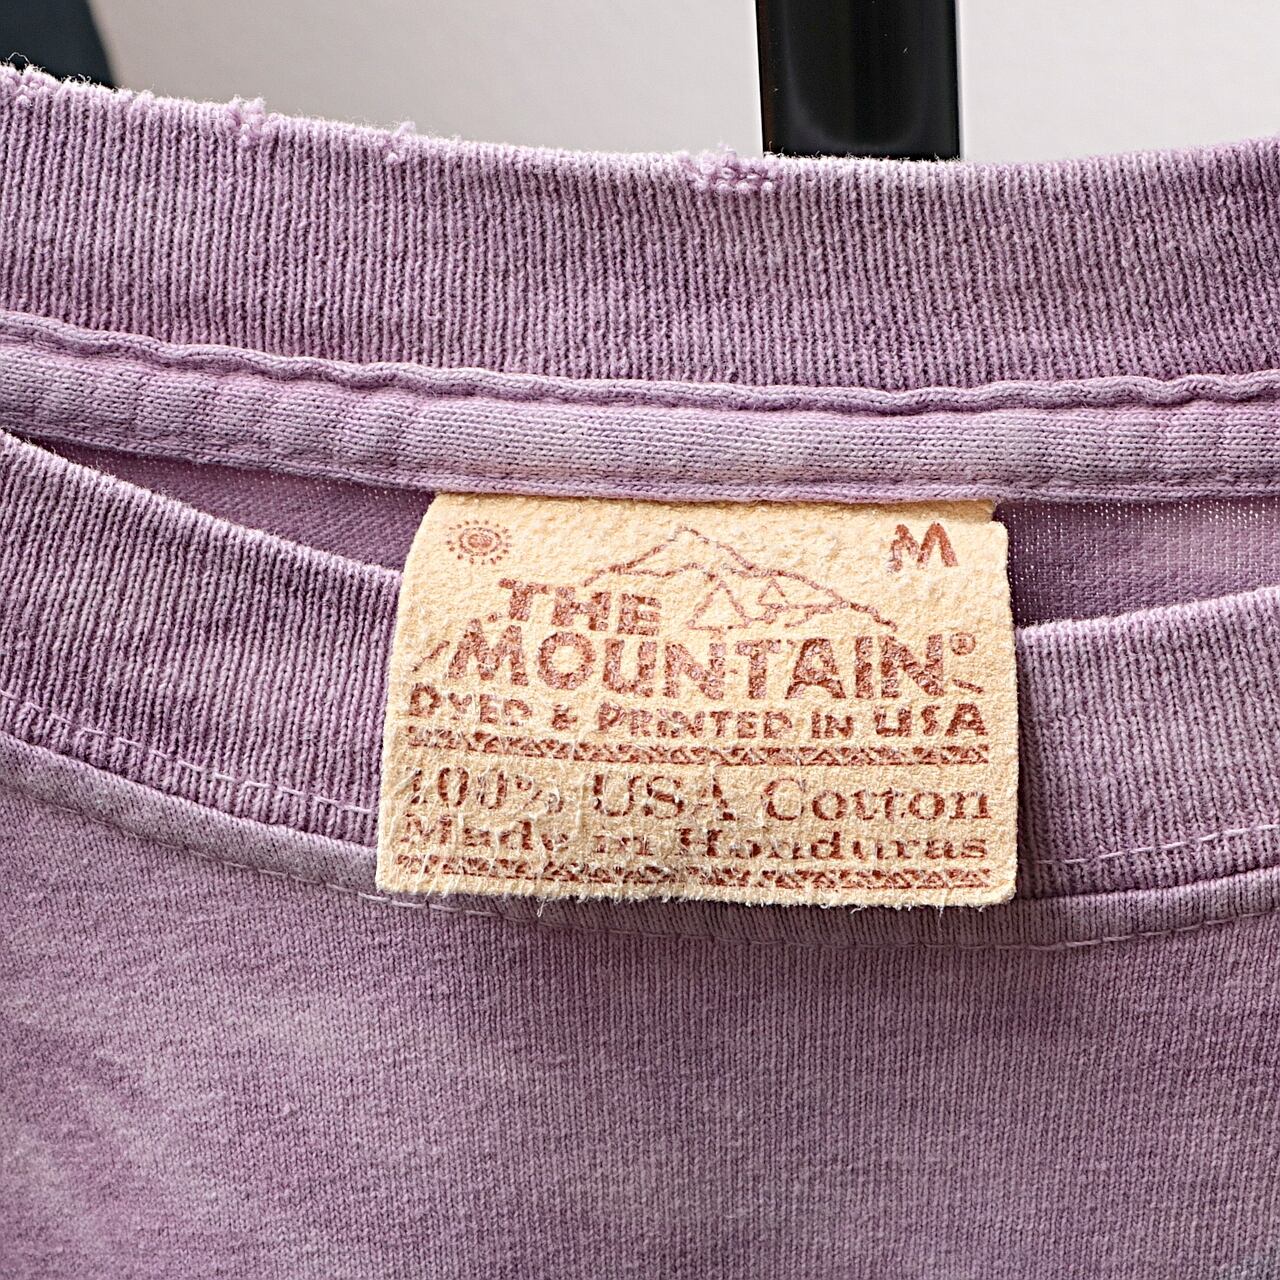 M
THE
MOUNTAIN®
DYED & PRINTED IN USA
100% USA Cotton
Made in Honduras